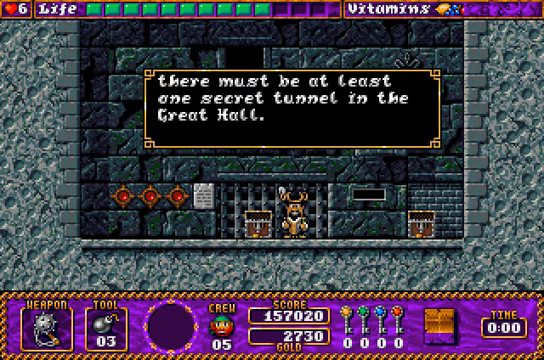 6 Life Vitamins
there must be at least
one secret tunnel in the
Great Hall.
WEAPON TOOL CREW SCORE TIME
157020
03 05 2730 0 0 0 0 0:00
GOLD